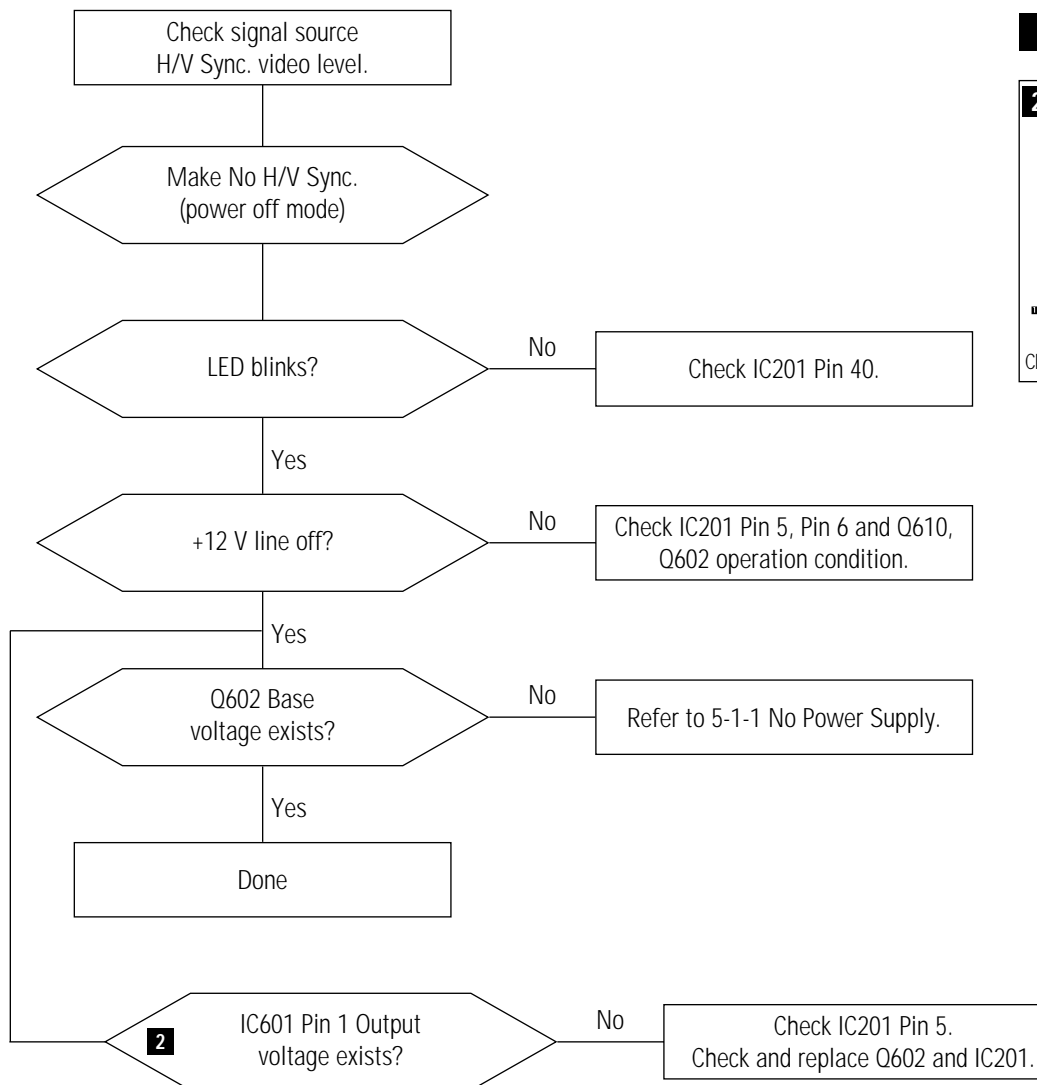 Check signal source
H/V Sync. video level.
Make No H/V Sync.
(power off mode)
LED blinks?
No
Check IC201 Pin 40.
Yes
+12 V line off?
No
Check IC201 Pin 5, Pin 6 and Q610,
Q602 operation condition.
Yes
Q602 Base
voltage exists?
No
Refer to 5-1-1 No Power Supply.
Yes
Done
2
IC601 Pin 1 Output
voltage exists?
No
Check IC201 Pin 5.
Check and replace Q602 and IC201.